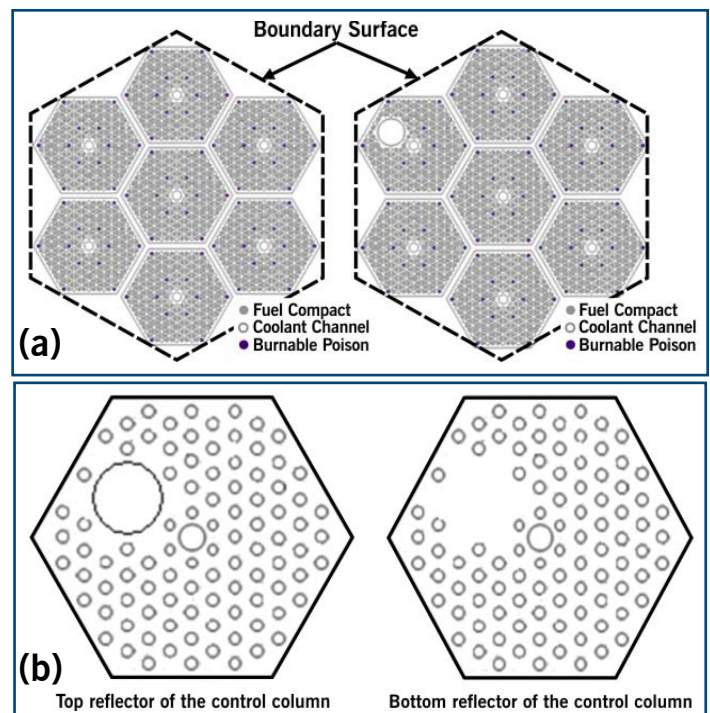 Boundary Surface
Fuel Compact
Coolant Channel
Burnable Poison
Fuel Compact
Coolant Channel
Burnable Poison
(a)
(b)
Top reflector of the control column
Bottom reflector of the control column